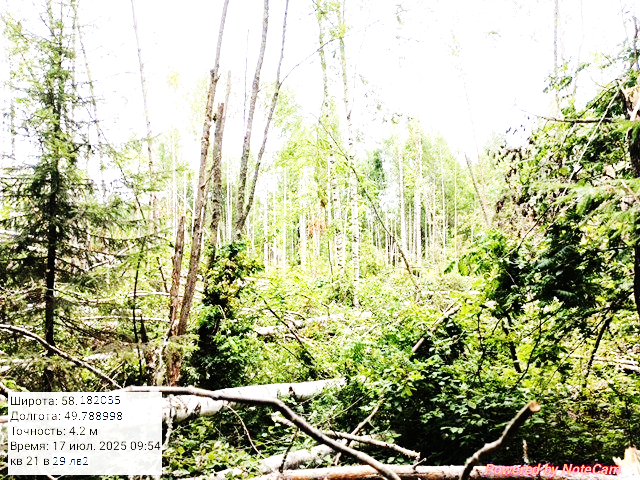 Широта: 58.182055
Долгота: 49.788998
Точность: 4.2 м
Время: 17 июл. 2025 09:54
кв 21 в 29 лв2
Powered by NoteCam